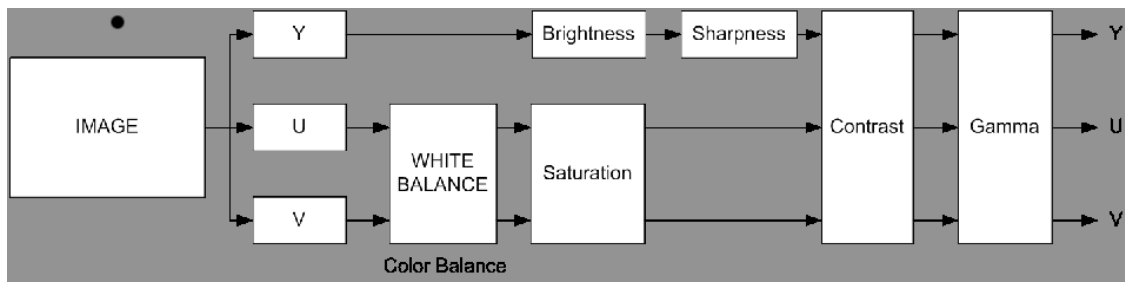 Y
Brightness
Sharpness
Y
IMAGE
U
WHITE
BALANCE
Saturation
Contrast
Gamma
U
V
V
Color Balance